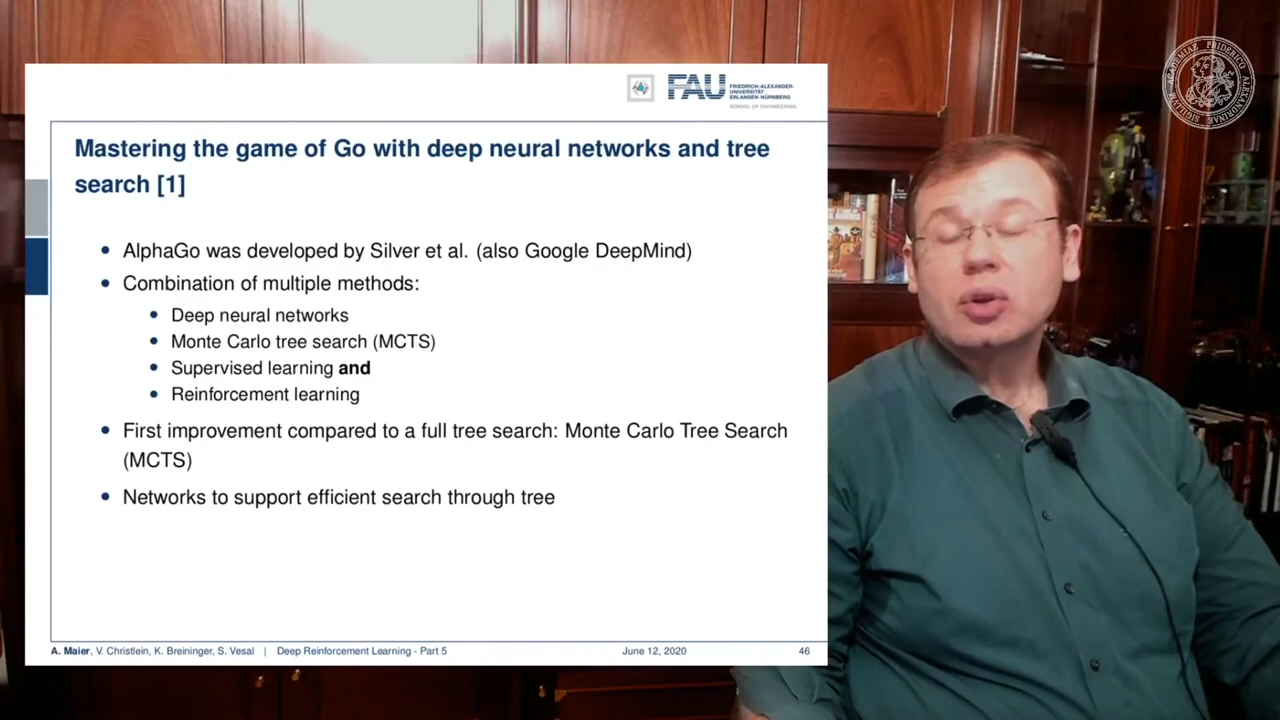 FAU
FRIEDRICH-ALEXANDER-
UNIVERSITÄT
ERLANGEN-NÜRNBERG
SCHOOL OF ENGINEERING
Mastering the game of Go with deep neural networks and tree
search [1]
• AlphaGo was developed by Silver et al. (also Google DeepMind)
• Combination of multiple methods:
• Deep neural networks
• Monte Carlo tree search (MCTS)
• Supervised learning and
• Reinforcement learning
• First improvement compared to a full tree search: Monte Carlo Tree Search
(MCTS)
• Networks to support efficient search through tree
A. Maier, V. Christlein, K. Breininger, S. Vesal | Deep Reinforcement Learning - Part 5 June 12, 2020 46